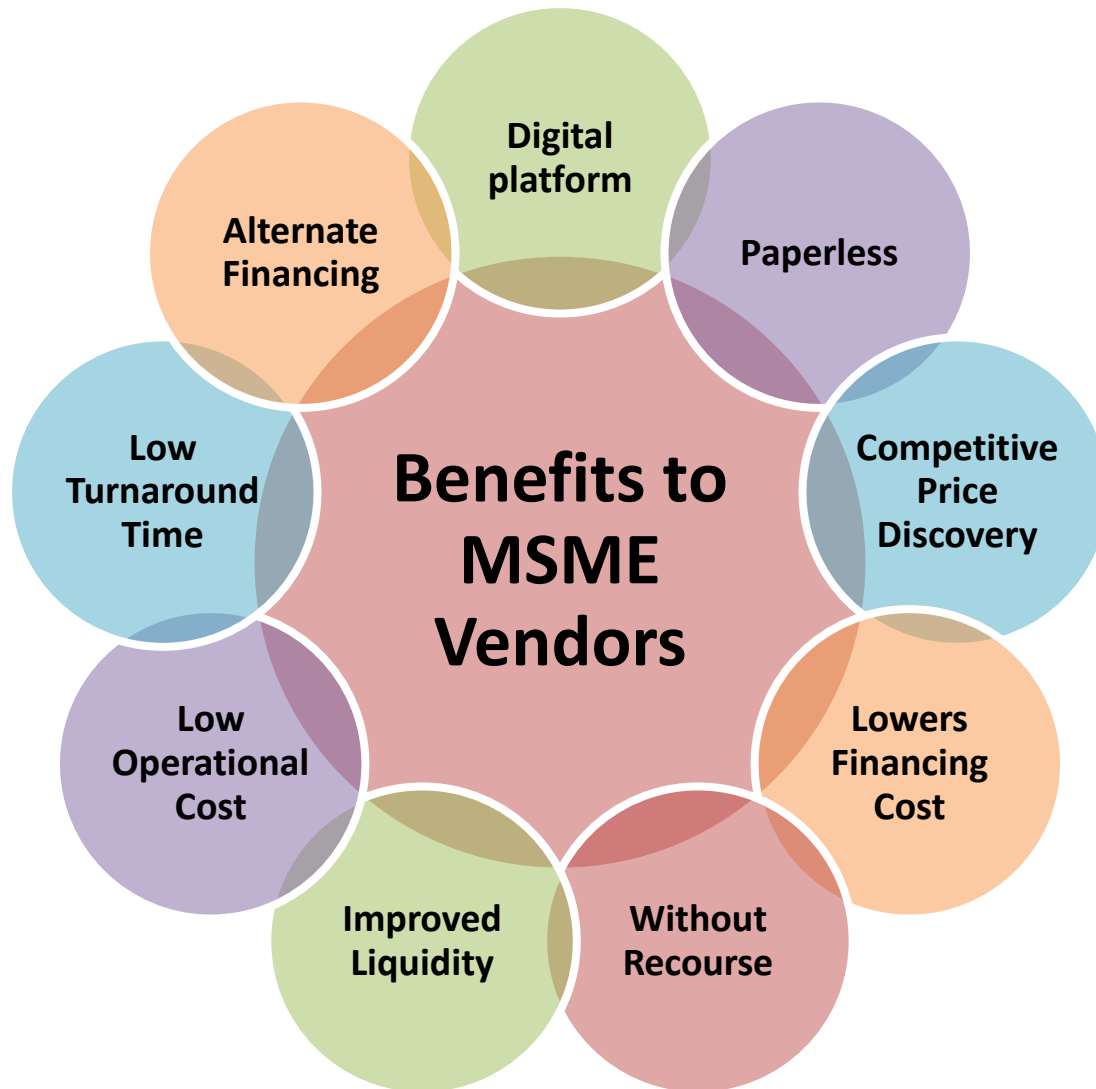 Digital
platform
Paperless
Competitive
Price
Discovery
Lowers
Financing
Cost
Without
Recourse
Improved
Liquidity
Low
Operational
Cost
Low
Turnaround
Time
Alternate
Financing
Benefits to
MSME
Vendors